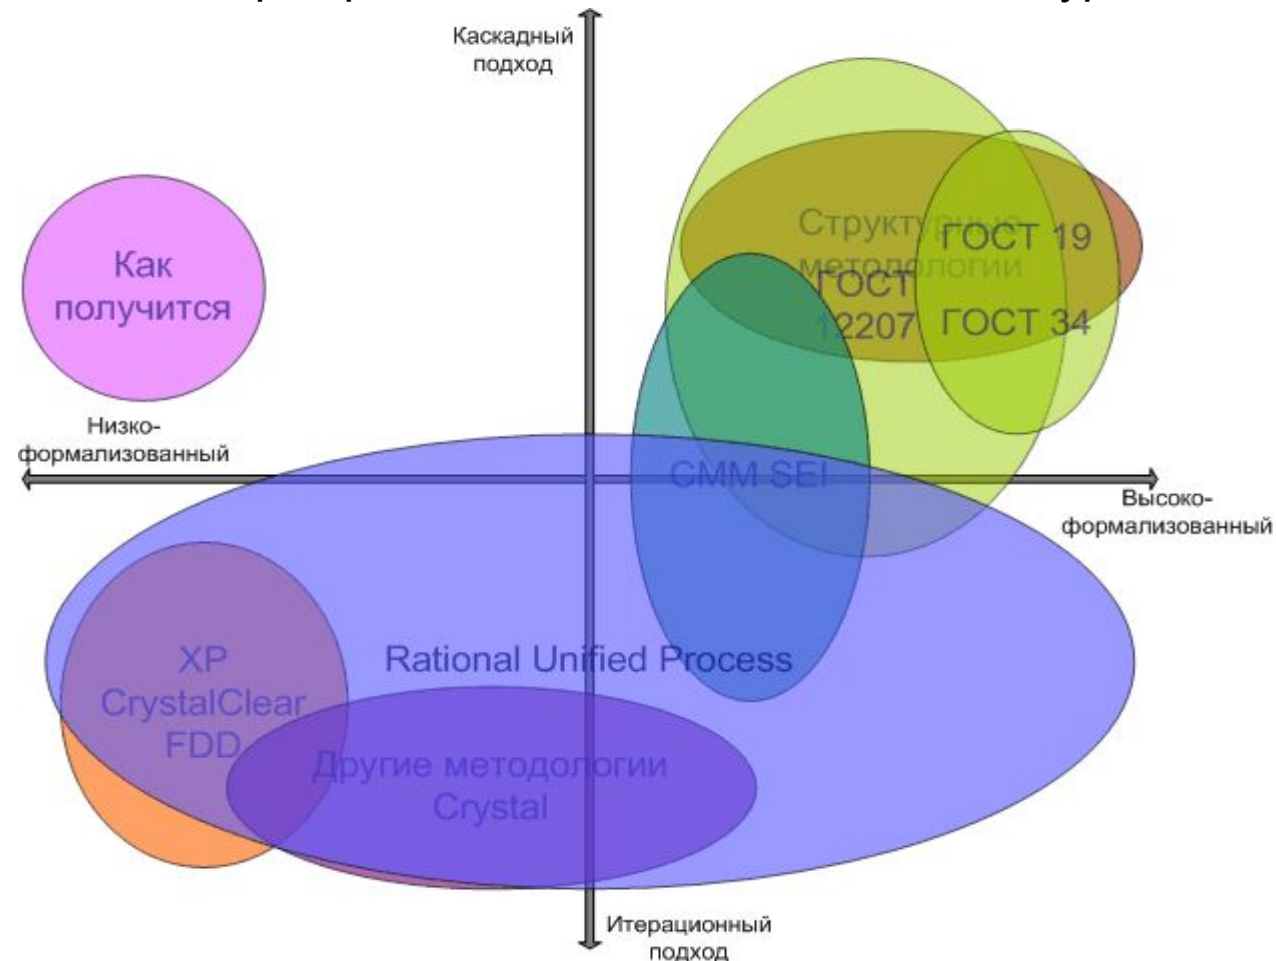 Каскадный
подход
Как
получится
Структурные
методологии
ГОСТ 19
ГОСТ
12207
ГОСТ 34
Низко-
формализованный
CMM SEI
Высоко-
формализованный
XP
CrystalClear
FDD
Rational Unified Process
Другие методологии
Crystal
Итерационный
подход